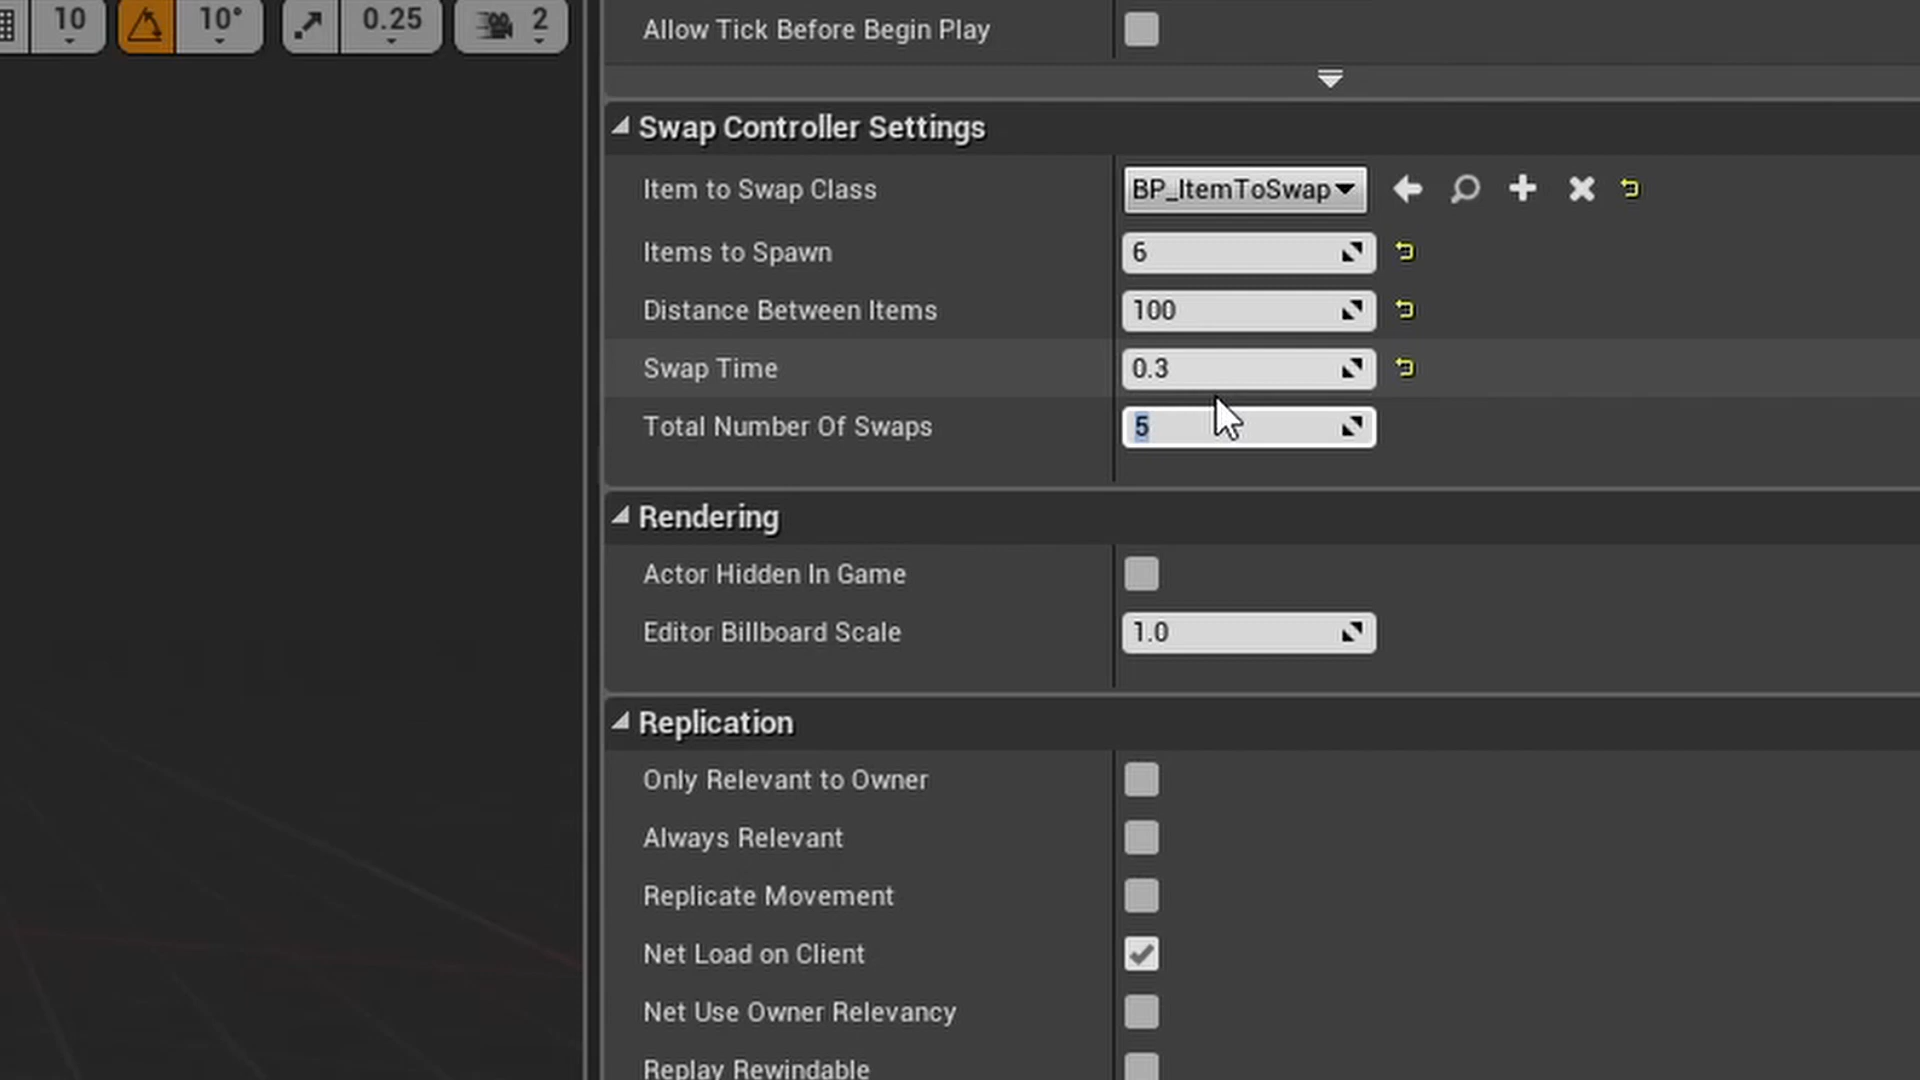 10 10° 0.25 2
Allow Tick Before Begin Play
Swap Controller Settings
Item to Swap Class BP_ItemToSwap
Items to Spawn 6
Distance Between Items 100
Swap Time 0.3
Total Number Of Swaps 5
Rendering
Actor Hidden In Game
Editor Billboard Scale 1.0
Replication
Only Relevant to Owner
Always Relevant
Replicate Movement
Net Load on Client
Net Use Owner Relevancy
Replay Rewindable